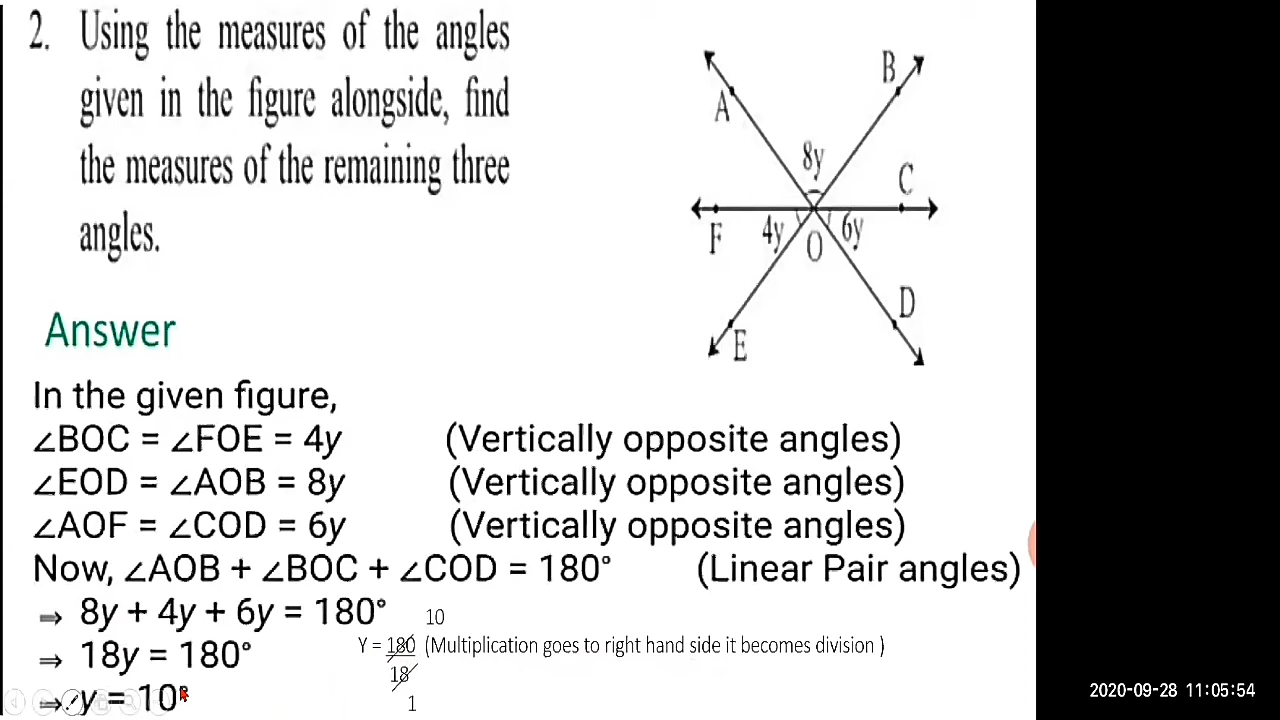 2. Using the measures of the angles
given in the figure alongside, find
the measures of the remaining three
angles.
A
B
8y
C
F
4y
O
6y
E
D
Answer
In the given figure,
∠BOC = ∠FOE = 4y (Vertically opposite angles)
∠EOD = ∠AOB = 8y (Vertically opposite angles)
∠AOF = ∠COD = 6y (Vertically opposite angles)
Now, ∠AOB + ∠BOC + ∠COD = 180° (Linear Pair angles)
⇒ 8y + 4y + 6y = 180°
10
⇒ 18y = 180°
Y = 180 (Multiplication goes to right hand side it becomes division )
18
1
⇒ y = 10°
2020-09-28 11:05:54